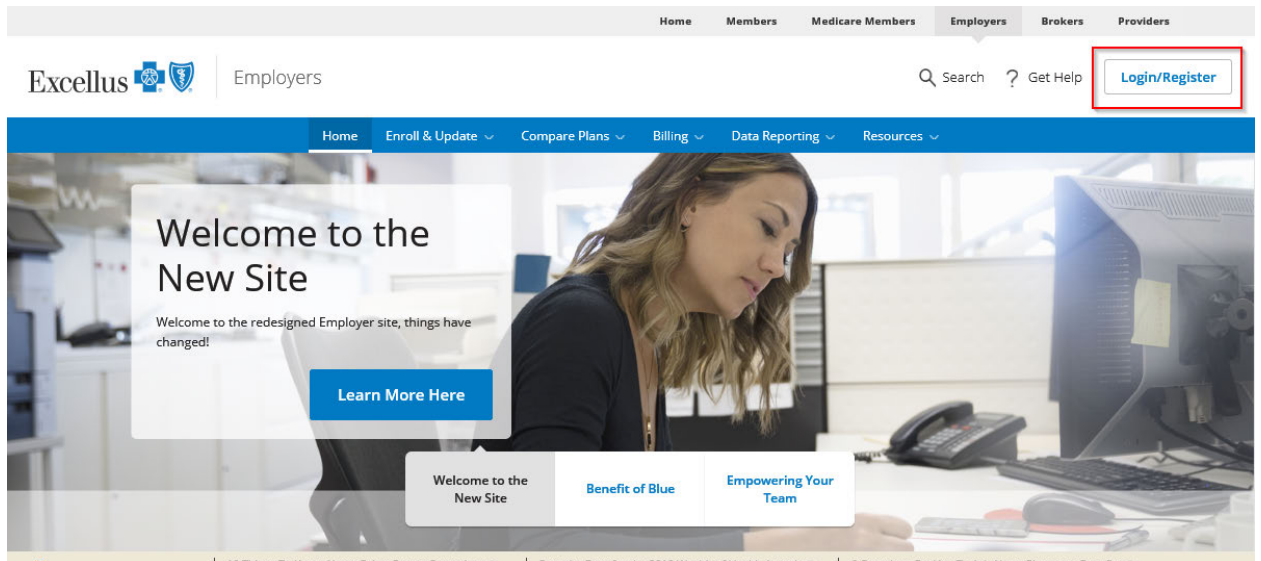 Home Members Medicare Members Employers Brokers Providers
Excellus Employers
Search ? Get Help Login/Register
Home Enroll & Update Compare Plans Billing Data Reporting Resources
Welcome to the
New Site
Welcome to the redesigned Employer site, things have
changed!
Learn More Here
Welcome to the
New Site
Benefit of Blue
Empowering Your
Team